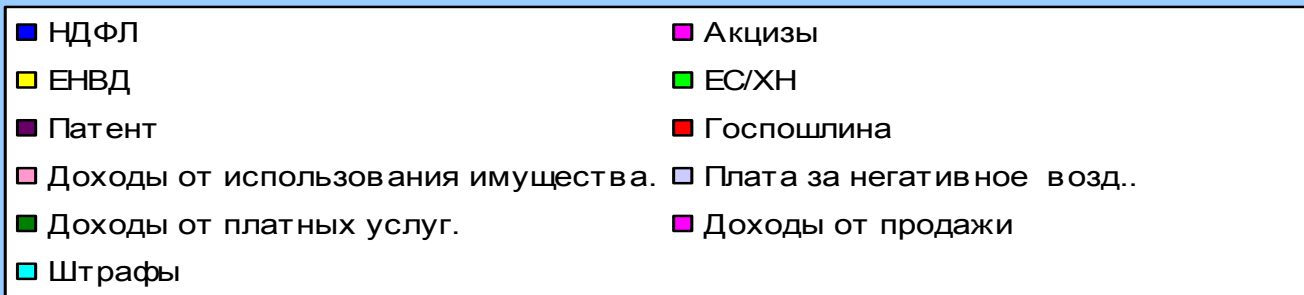 НДФЛ
Акцизы
ЕНВД
ЕС/ХН
Патент
Госпошлина
Доходы от использования имущества.
Плата за негативное возд..
Доходы от платных услуг.
Доходы от продажи
Штрафы